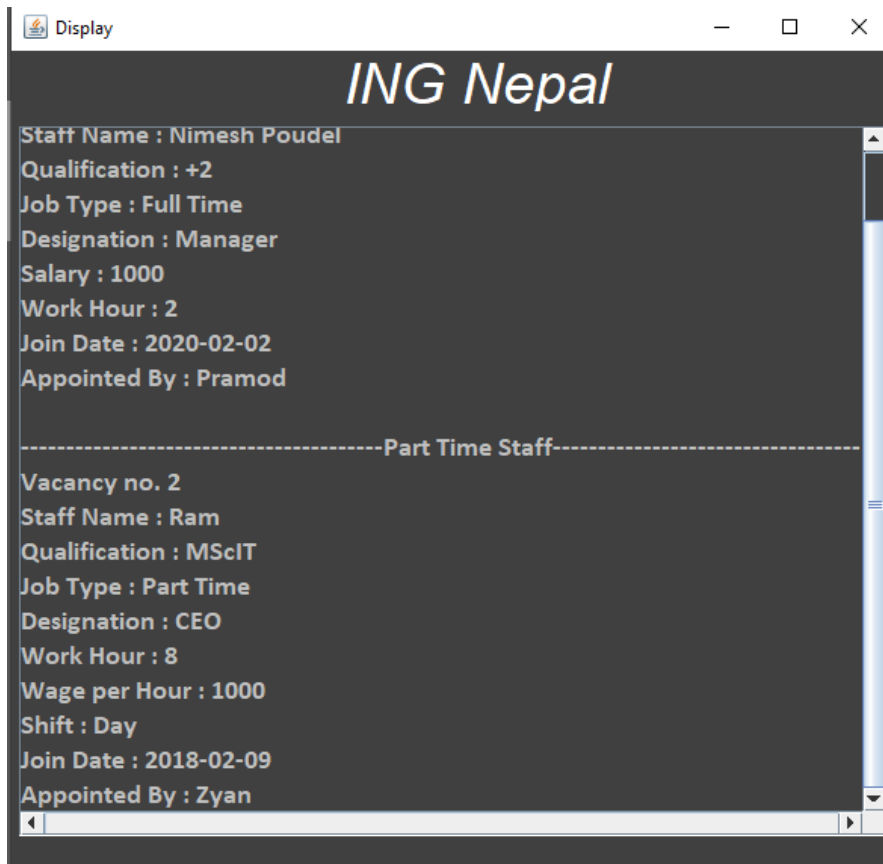 Display
ING Nepal
Staff Name : Nimesh Poudel
Qualification : +2
Job Type : Full Time
Designation : Manager
Salary : 1000
Work Hour : 2
Join Date : 2020-02-02
Appointed By : Pramod
----------------------------------------Part Time Staff----------------------------------
Vacancy no. 2
Staff Name : Ram
Qualification : MScIT
Job Type : Part Time
Designation : CEO
Work Hour : 8
Wage per Hour : 1000
Shift : Day
Join Date : 2018-02-09
Appointed By : Zyan